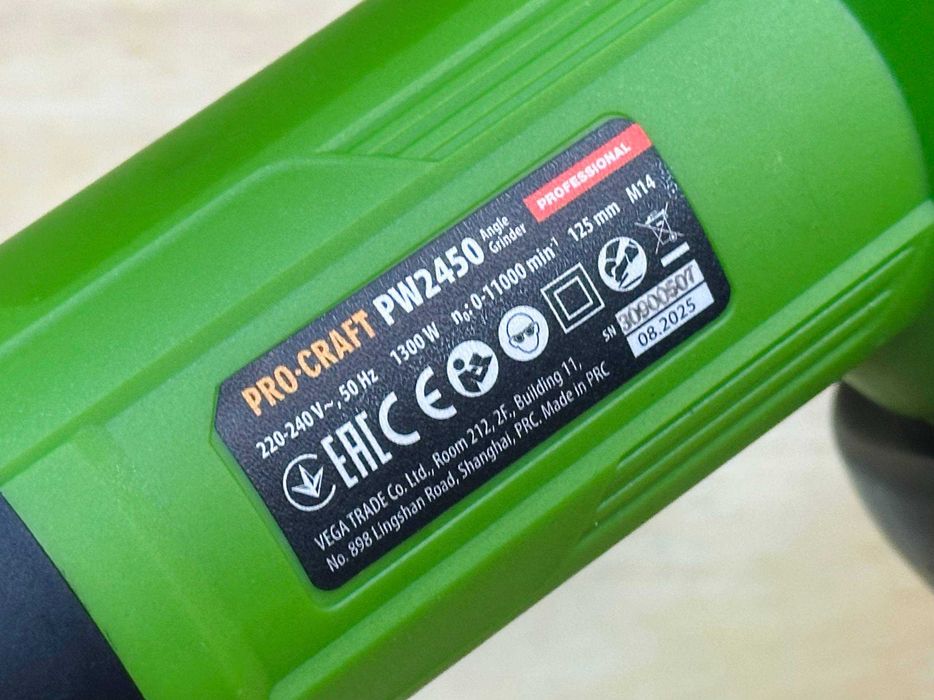 PROFESSIONAL
PRO-CRAFT PW2450 Angle Grinder
220-240 V~, 50 Hz 1300 W n₀: 0-11000 min⁻¹ 125 mm M14
EAC CE
SN 30900507
08.2025
VEGA TRADE Co. Ltd., Room 212, 2F., Building 11,
No. 898 Lingshan Road, Shanghai, PRC. Made in PRC